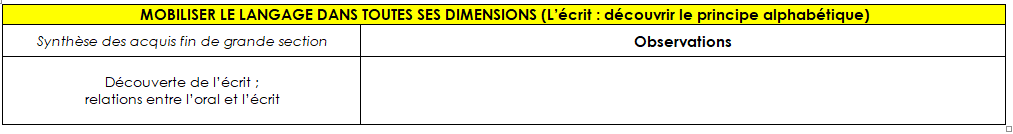 MOBILISER LE LANGAGE DANS TOUTES SES DIMENSIONS (L'écrit : découvrir le principe alphabétique)
Synthèse des acquis fin de grande section
Observations
Découverte de l'écrit ;
relations entre l'oral et l'écrit